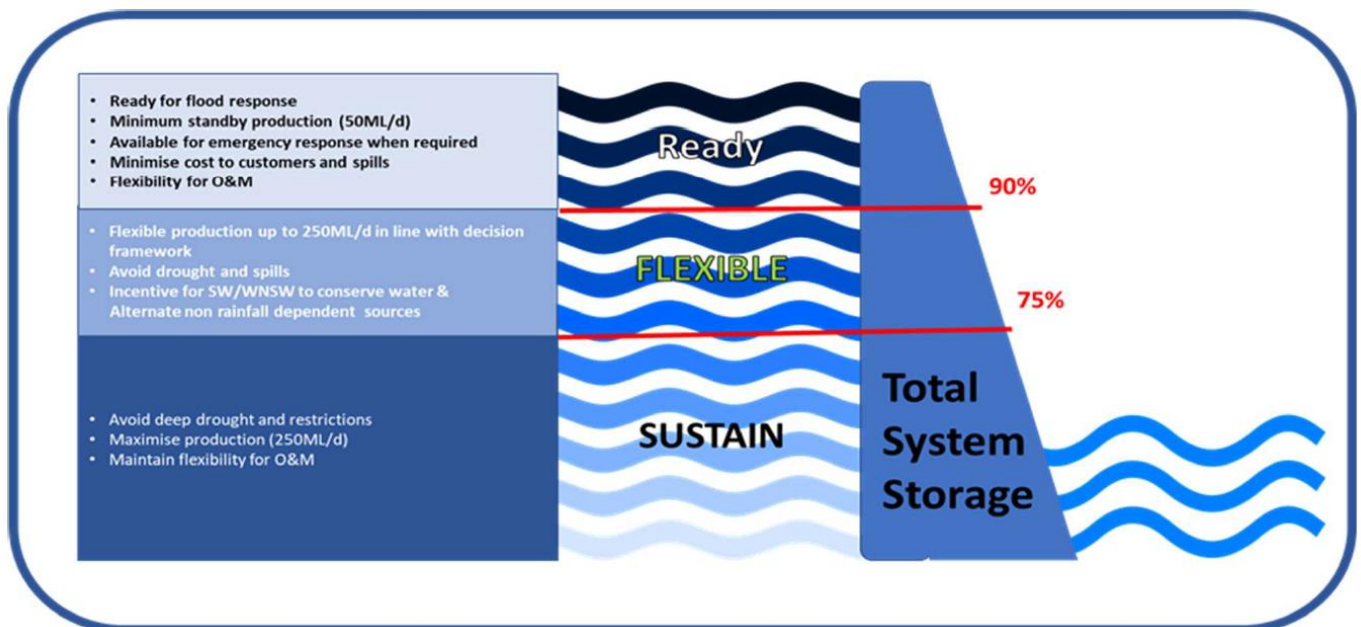 • Ready for flood response
• Minimum standby production (50ML/d)
• Available for emergency response when required
• Minimise cost to customers and spills
• Flexibility for O&M
Ready
90%
• Flexible production up to 250ML/d in line with decision
framework
• Avoid drought and spills
• Incentive for SW/WNSW to conserve water &
Alternate non rainfall dependent sources
FLEXIBLE
75%
• Avoid deep drought and restrictions
• Maximise production (250ML/d)
• Maintain flexibility for O&M
SUSTAIN
Total
System
Storage